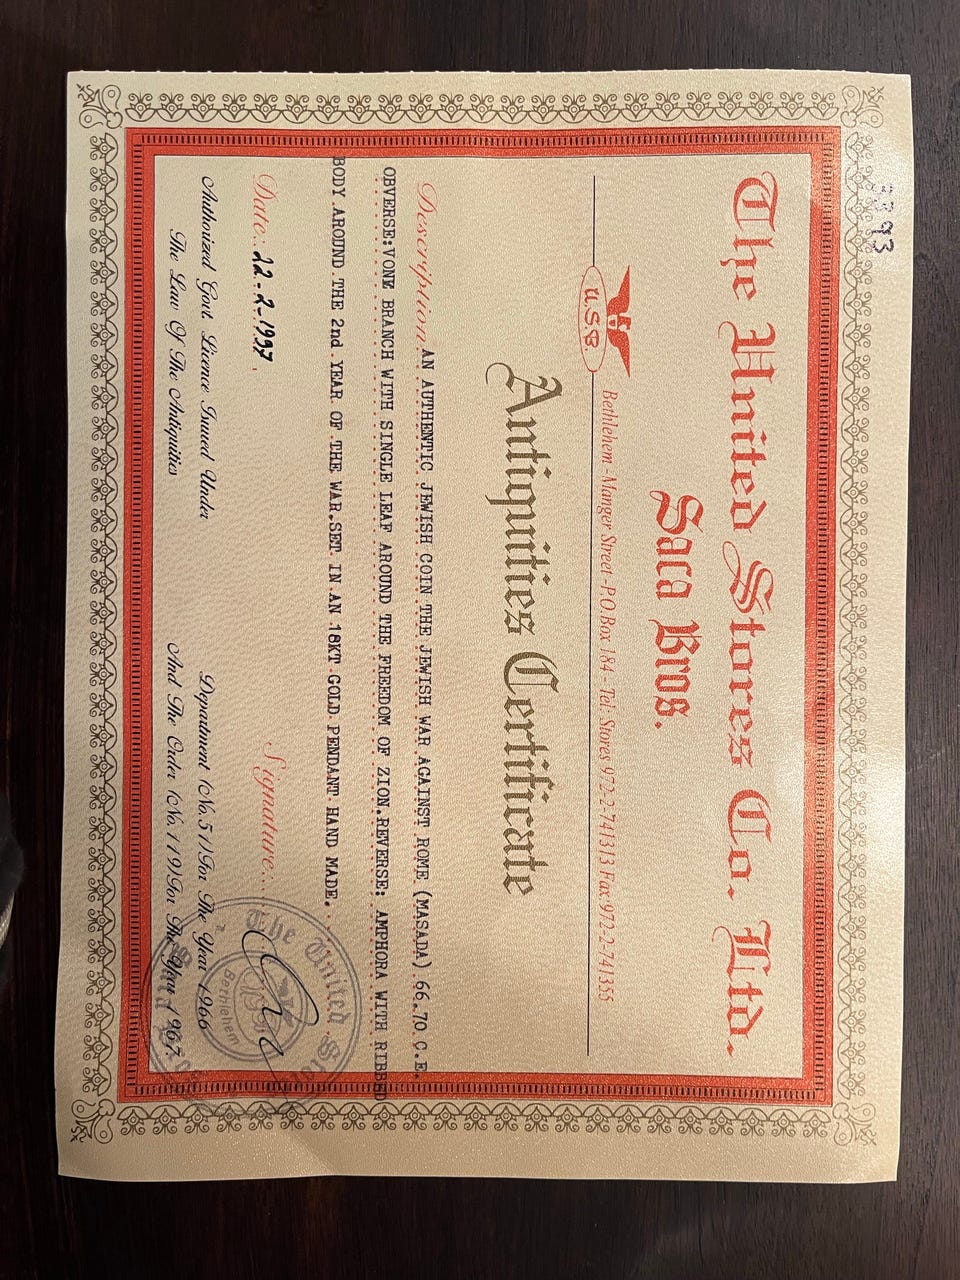 3393
The United Stores Co. Ltd.
Saca Bros.
U.S.B.
Bethlehem - Manger Street - P.O.Box 184 - Tel. Stores 972-2-741313 Fax: 972-2-741355
Antiquities Certificate
Description: AN AUTHENTIC JEWISH COIN THE JEWISH WAR AGAINST ROME (MASADA) 66.70 C.E.
OBVERSE:VONE BRANCH WITH SINGLE LEAF AROUND THE FREEDOM OF ZION.REVERSE: AMPHORA WITH RIBBED
BODY AROUND THE 2nd YEAR OF THE WAR.SET IN AN 18KT GOLD PENDANT HAND MADE.
Date: 22-2-1997
Signature:
The United Stores
Bethlehem
Authorized Govt. Licence Issued Under
The Law Of The Antiquities
Department (No.51) For The Year 1966
And The Order (No.119) For The Year 1967.